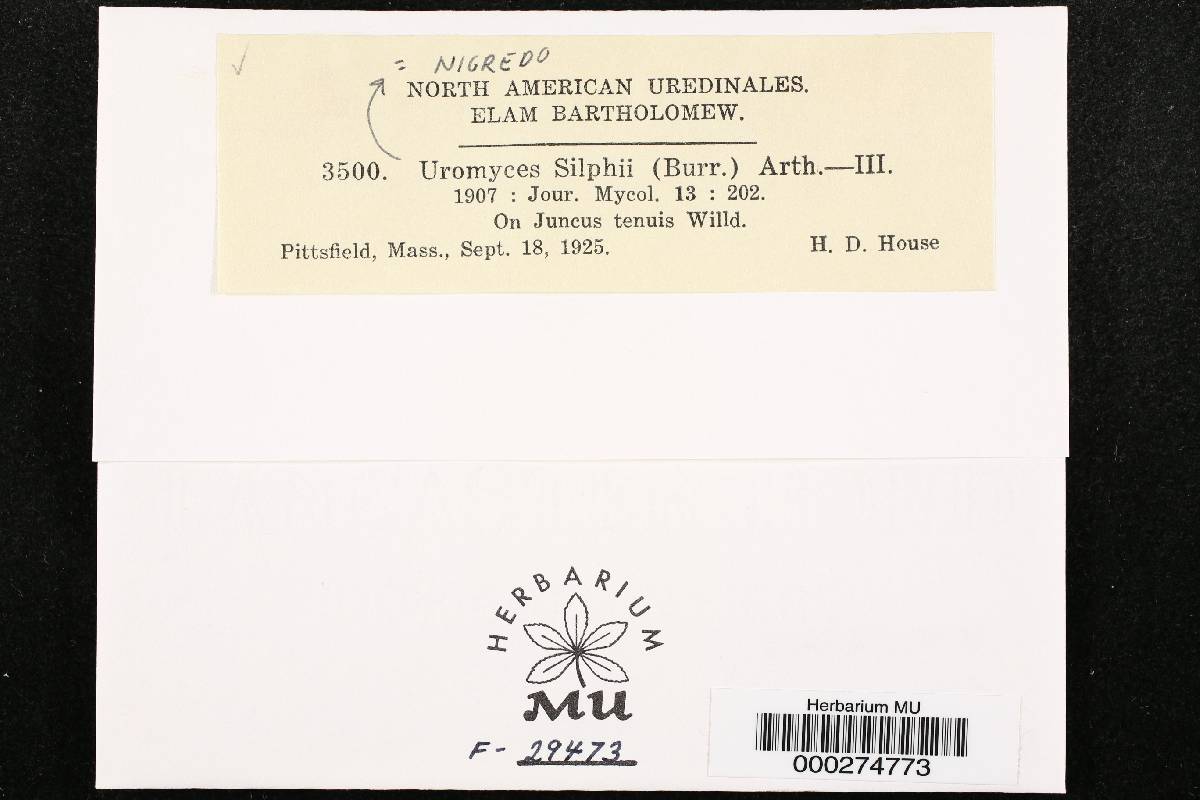 = NIGREDO
NORTH AMERICAN UREDINALES.
ELAM BARTHOLOMEW.
3500. Uromyces Silphii (Burr.) Arth.—III.
1907 : Jour. Mycol. 13 : 202.
On Juncus tenuis Willd.
Pittsfield, Mass., Sept. 18, 1925. H. D. House
HERBARIUM
MU
F- 29473
Herbarium MU
000274773